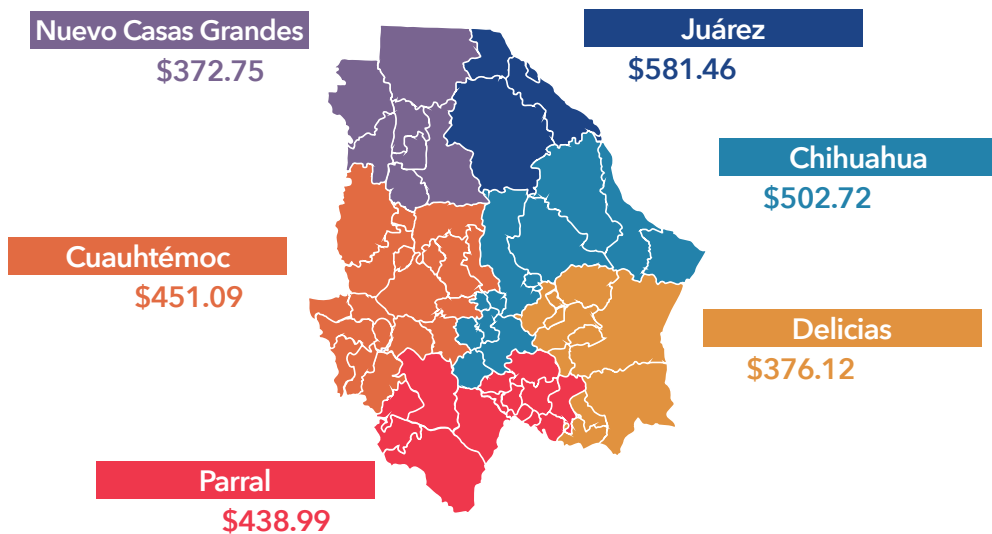 Nuevo Casas Grandes
$372.75
Juárez
$581.46
Chihuahua
$502.72
Cuauhtémoc
$451.09
Delicias
$376.12
Parral
$438.99